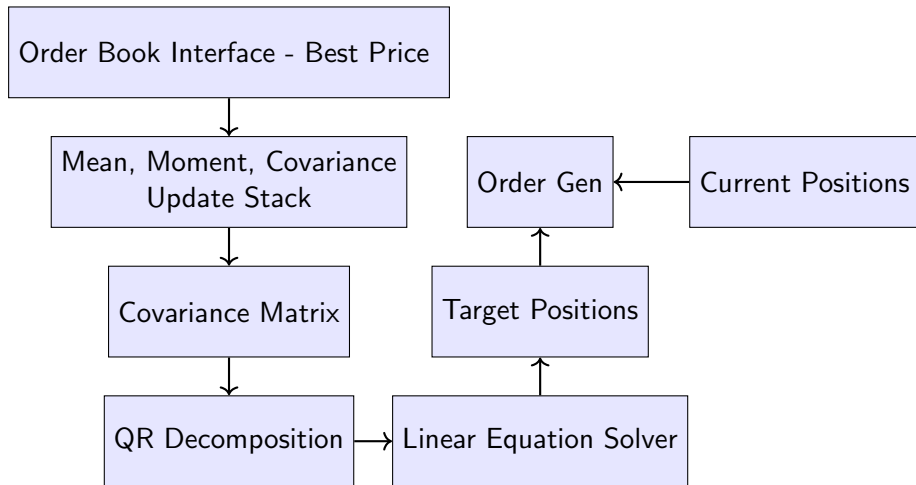 Order Book Interface - Best Price
Mean, Moment, Covariance
Update Stack
Order Gen
Current Positions
Covariance Matrix
Target Positions
QR Decomposition
Linear Equation Solver